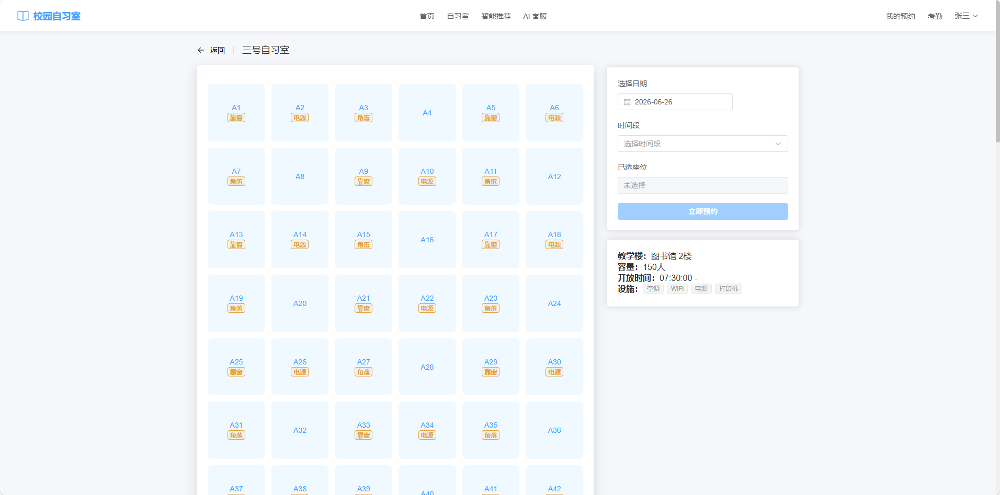 校园自习室
首页 自习室 智能推荐 AI 客服
我的预约 考勤 张三
返回 三号自习室
A1 A2 A3 A4 A5 A6
靠窗 电源 角落 靠窗 电源
A7 A8 A9 A10 A11 A12
角落 靠窗 电源 角落
A13 A14 A15 A16 A17 A18
靠窗 电源 角落 靠窗 电源
A19 A20 A21 A22 A23 A24
角落 靠窗 电源 角落
A25 A26 A27 A28 A29 A30
靠窗 电源 角落 靠窗 电源
A31 A32 A33 A34 A35 A36
角落 靠窗 电源 角落
A37 A38 A39 A40 A41 A42
选择日期
2026-06-26
时间段
选择时间段
已选座位
未选择
立即预约
教学楼：图书馆 2楼
容量：150人
开放时间：07:30:00 -
设施：空调 WiFi 电源 打印机